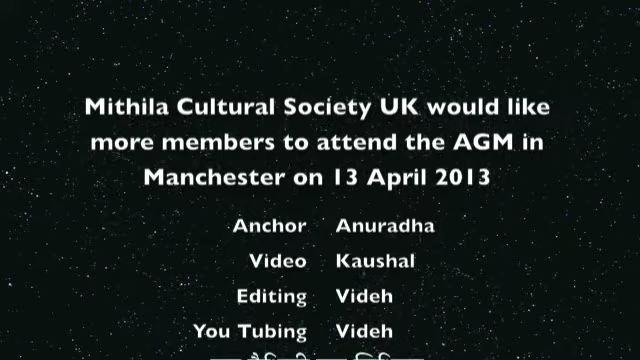 Mithila Cultural Society UK would like
more members to attend the AGM in
Manchester on 13 April 2013
Anchor Anuradha
Video Kaushal
Editing Videh
You Tubing Videh